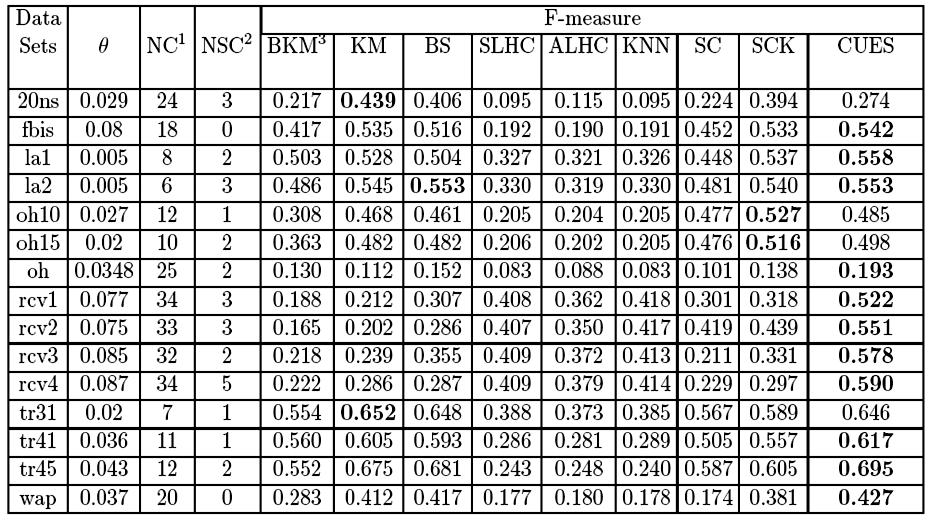 Data F-measure
Sets θ NC¹ NSC² BKM³ KM BS SLHC ALHC KNN SC SCK CUES
20ns 0.029 24 3 0.217 0.439 0.406 0.095 0.115 0.095 0.224 0.394 0.274
fbis 0.08 18 0 0.417 0.535 0.516 0.192 0.190 0.191 0.452 0.533 0.542
la1 0.005 8 2 0.503 0.528 0.504 0.327 0.321 0.326 0.448 0.537 0.558
la2 0.005 6 3 0.486 0.545 0.553 0.330 0.319 0.330 0.481 0.540 0.553
oh10 0.027 12 1 0.308 0.468 0.461 0.205 0.204 0.205 0.477 0.527 0.485
oh15 0.02 10 2 0.363 0.482 0.482 0.206 0.202 0.205 0.476 0.516 0.498
oh 0.0348 25 2 0.130 0.112 0.152 0.083 0.088 0.083 0.101 0.138 0.193
rcv1 0.077 34 3 0.188 0.212 0.307 0.408 0.362 0.418 0.301 0.318 0.522
rcv2 0.075 33 3 0.165 0.202 0.286 0.407 0.350 0.417 0.419 0.439 0.551
rcv3 0.085 32 2 0.218 0.239 0.355 0.409 0.372 0.413 0.211 0.331 0.578
rcv4 0.087 34 5 0.222 0.286 0.287 0.409 0.379 0.414 0.229 0.297 0.590
tr31 0.02 7 1 0.554 0.652 0.648 0.388 0.373 0.385 0.567 0.589 0.646
tr41 0.036 11 1 0.560 0.605 0.593 0.286 0.281 0.289 0.505 0.557 0.617
tr45 0.043 12 2 0.552 0.675 0.681 0.243 0.248 0.240 0.587 0.605 0.695
wap 0.037 20 0 0.283 0.412 0.417 0.177 0.180 0.178 0.174 0.381 0.427